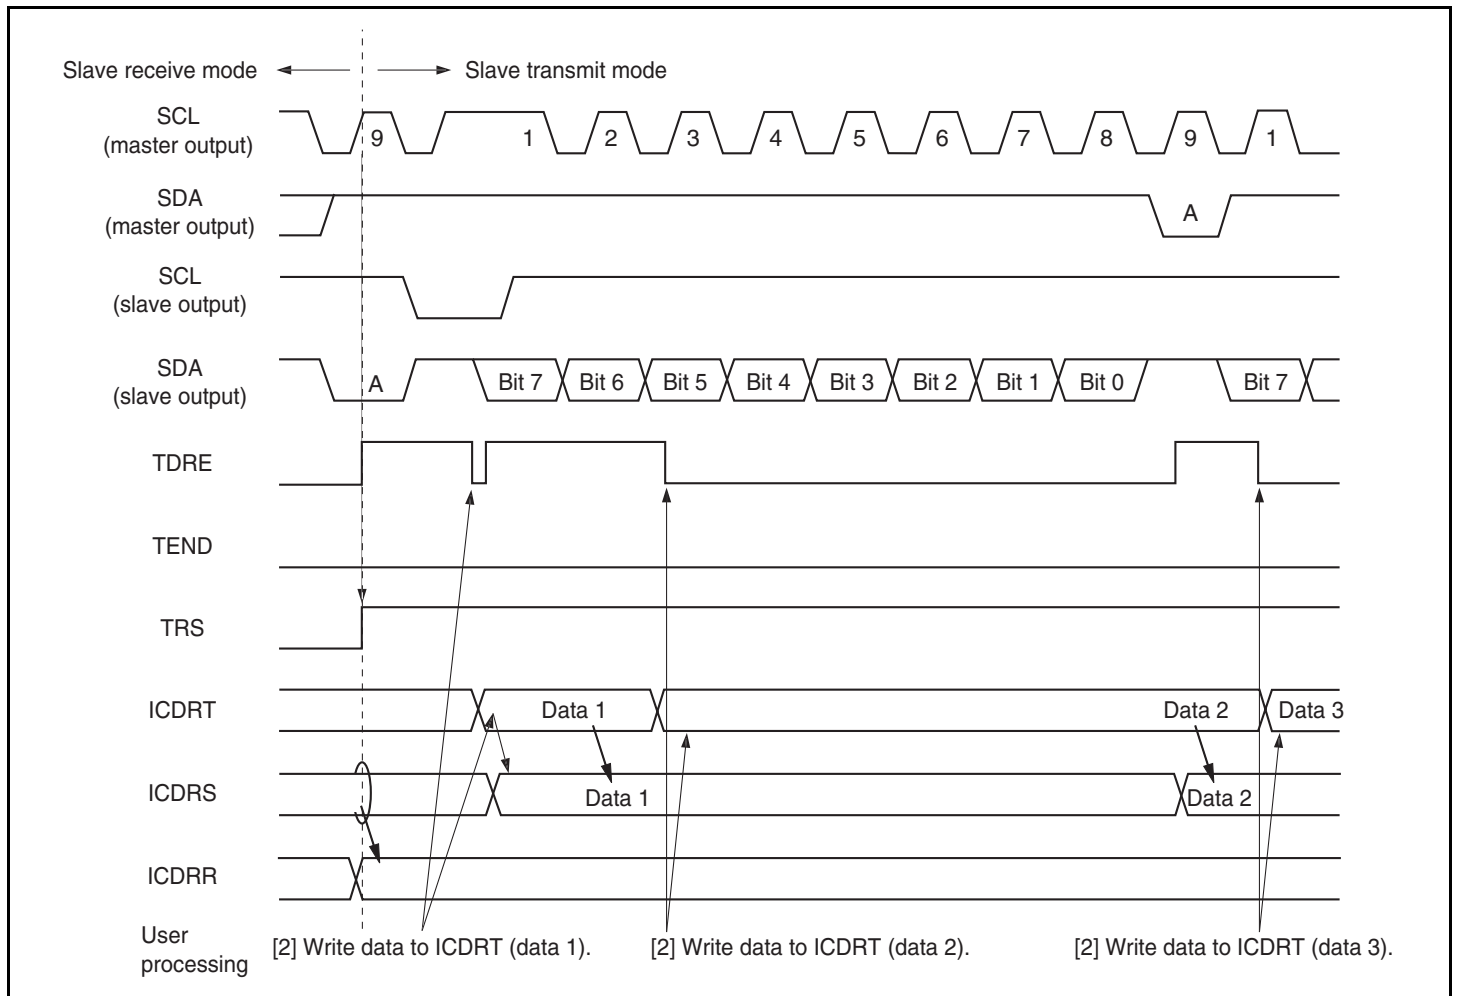 Slave receive mode
Slave transmit mode
SCL
(master output)
9
1
2
3
4
5
6
7
8
9
1
SDA
(master output)
A
SCL
(slave output)
SDA
(slave output)
A
Bit 7
Bit 6
Bit 5
Bit 4
Bit 3
Bit 2
Bit 1
Bit 0
Bit 7
TDRE
TEND
TRS
ICDRT
Data 1
Data 2
Data 3
ICDRS
Data 1
Data 2
ICDRR
User
processing
[2] Write data to ICDRT (data 1).
[2] Write data to ICDRT (data 2).
[2] Write data to ICDRT (data 3).